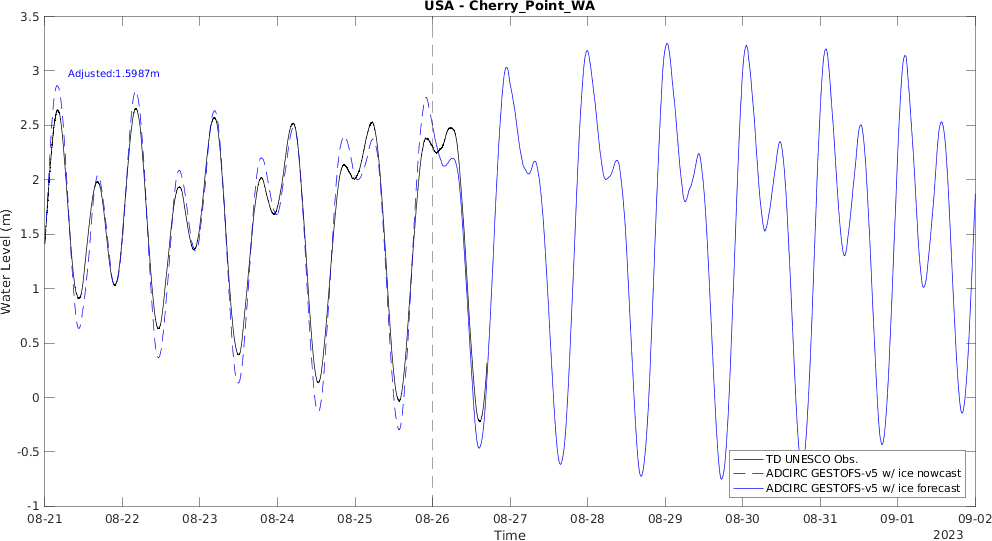 USA - Cherry_Point_WA
Adjusted:1.5987m
3.5
3
2.5
2
1.5
1
0.5
0
-0.5
-1
Water Level (m)
TD UNESCO Obs.
ADCIRC GESTOFS-v5 w/ ice nowcast
ADCIRC GESTOFS-v5 w/ ice forecast
08-21 08-22 08-23 08-24 08-25 08-26 08-27 08-28 08-29 08-30 08-31 09-01 09-02
Time
2023